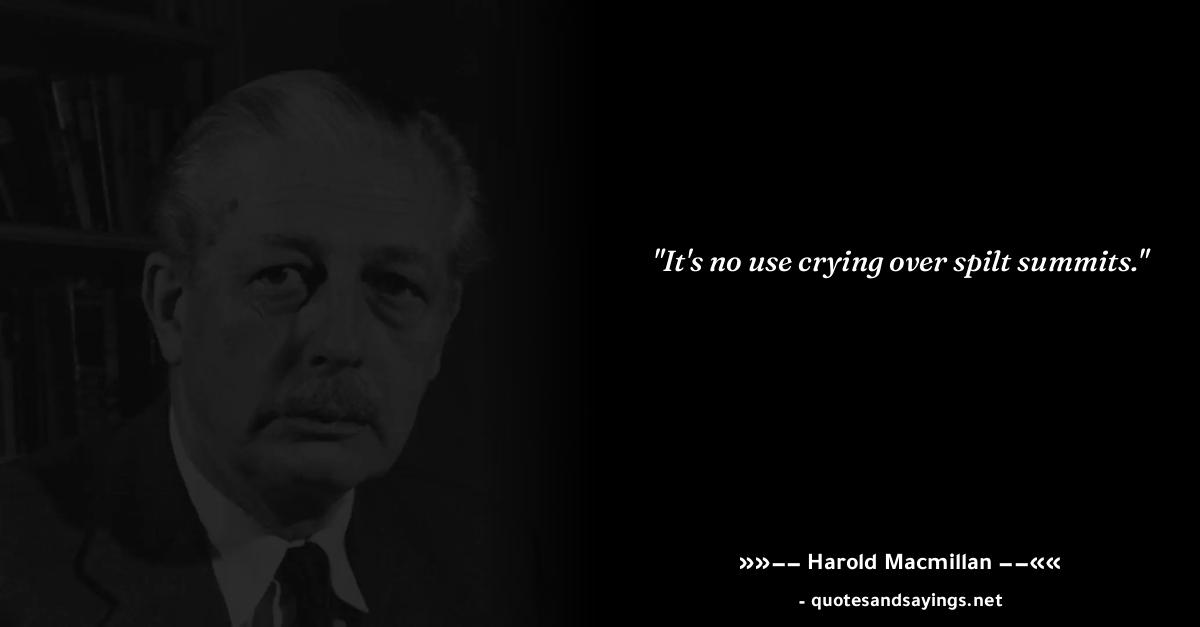 "It's no use crying over spilt summits."
»»−− Harold Macmillan −−««
- quotesandsayings.net